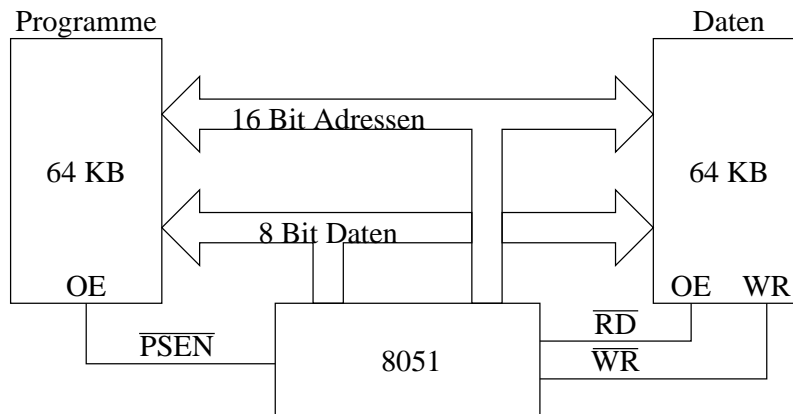 Programme
Daten
16 Bit Adressen
64 KB
64 KB
8 Bit Daten
OE
OE
WR
PSEN
RD
8051
WR